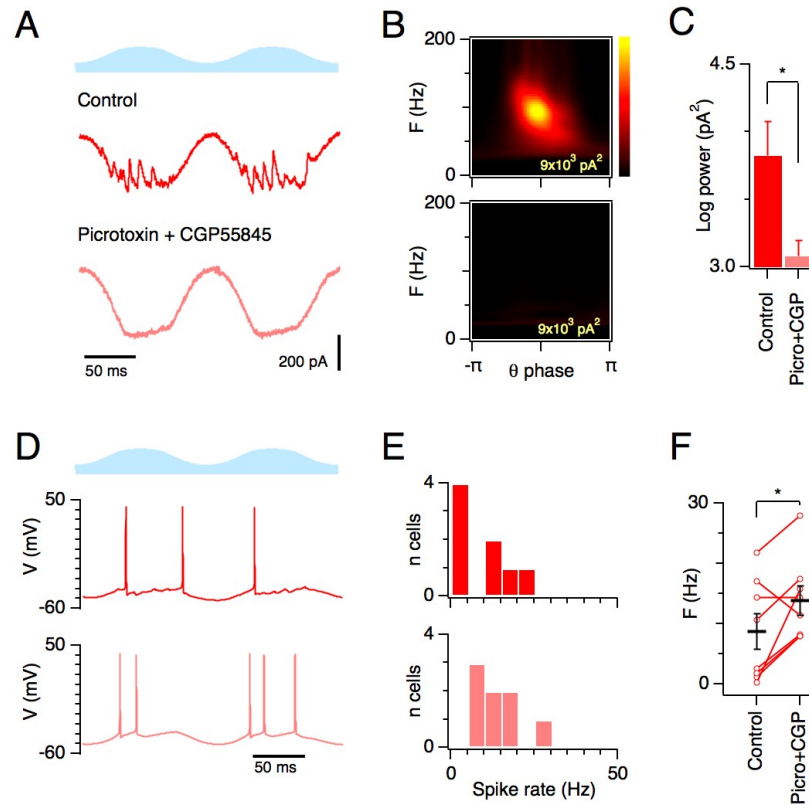 A
Control
Picrotoxin + CGP55845
50 ms
200 pA
B
200
F (Hz)
0
9x10³ pA²
200
F (Hz)
0
9x10³ pA²
-π
θ phase
π
C
4.5
*
Log power (pA²)
3.0
Control
Picro+CGP
D
50
V (mV)
-60
50
V (mV)
-60
50 ms
E
4
n cells
0
4
n cells
0
0
50
Spike rate (Hz)
F
30
*
F (Hz)
0
Control
Picro+CGP